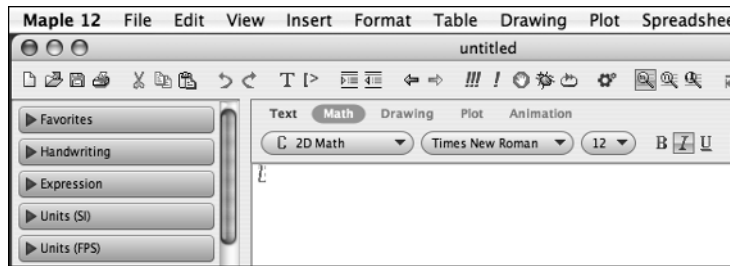 Maple 12 File Edit View Insert Format Table Drawing Plot Spreadshee
untitled
T [> !!! !
Text Math Drawing Plot Animation
Favorites
C 2D Math Times New Roman 12 B I U
Handwriting
Expression
Units (SI)
Units (FPS)